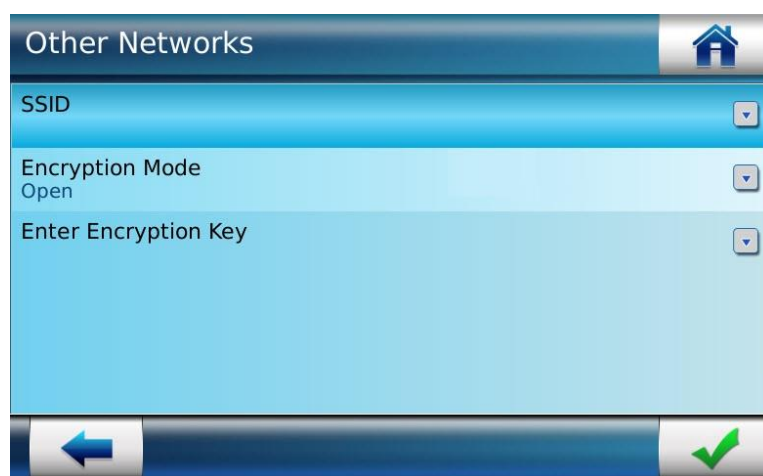 Other Networks
SSID
Encryption Mode
Open
Enter Encryption Key